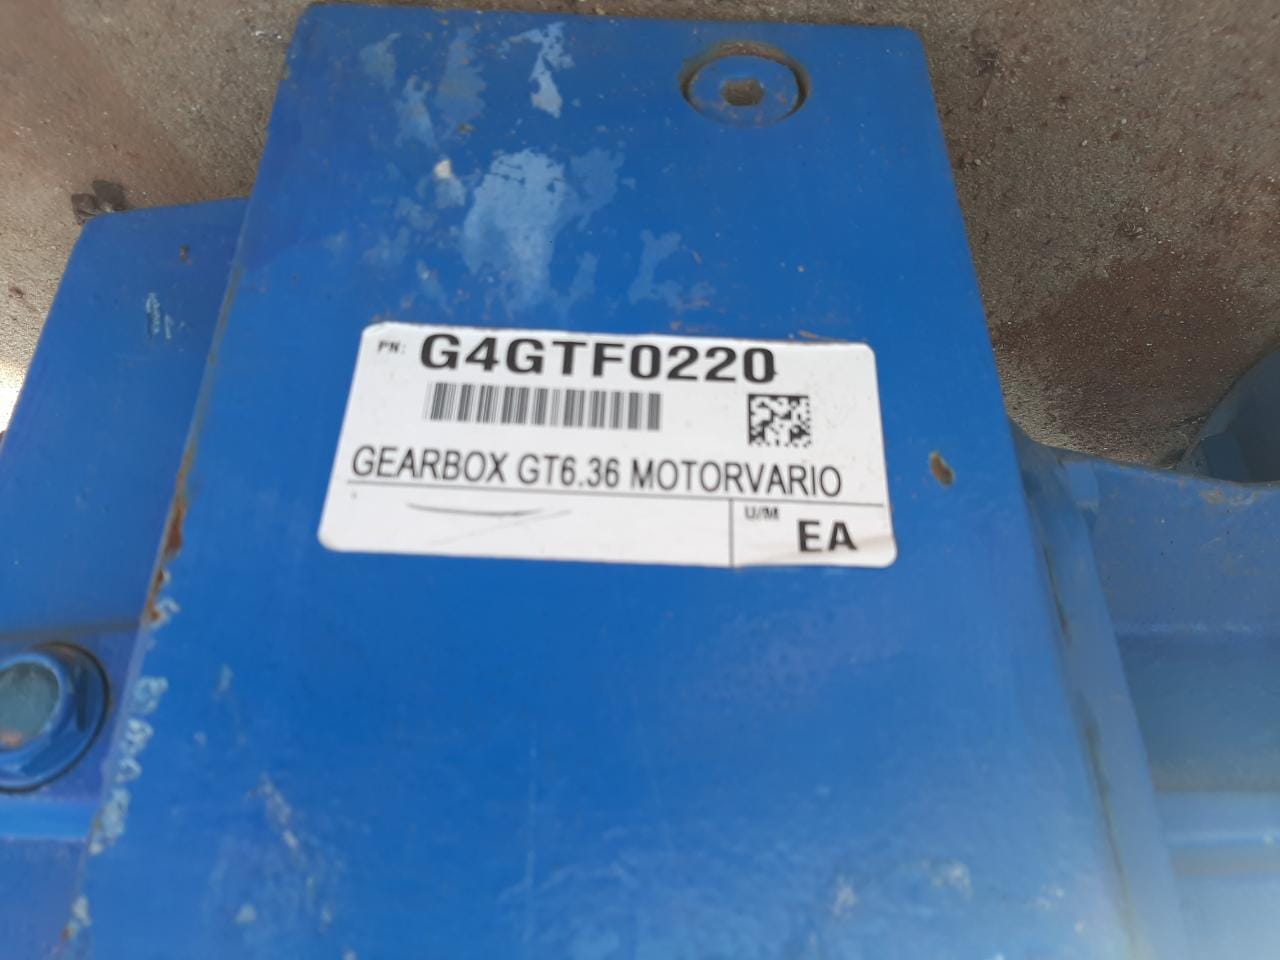 PN: G4GTF0220
GEARBOX GT6.36 MOTORVARIO
U/M EA